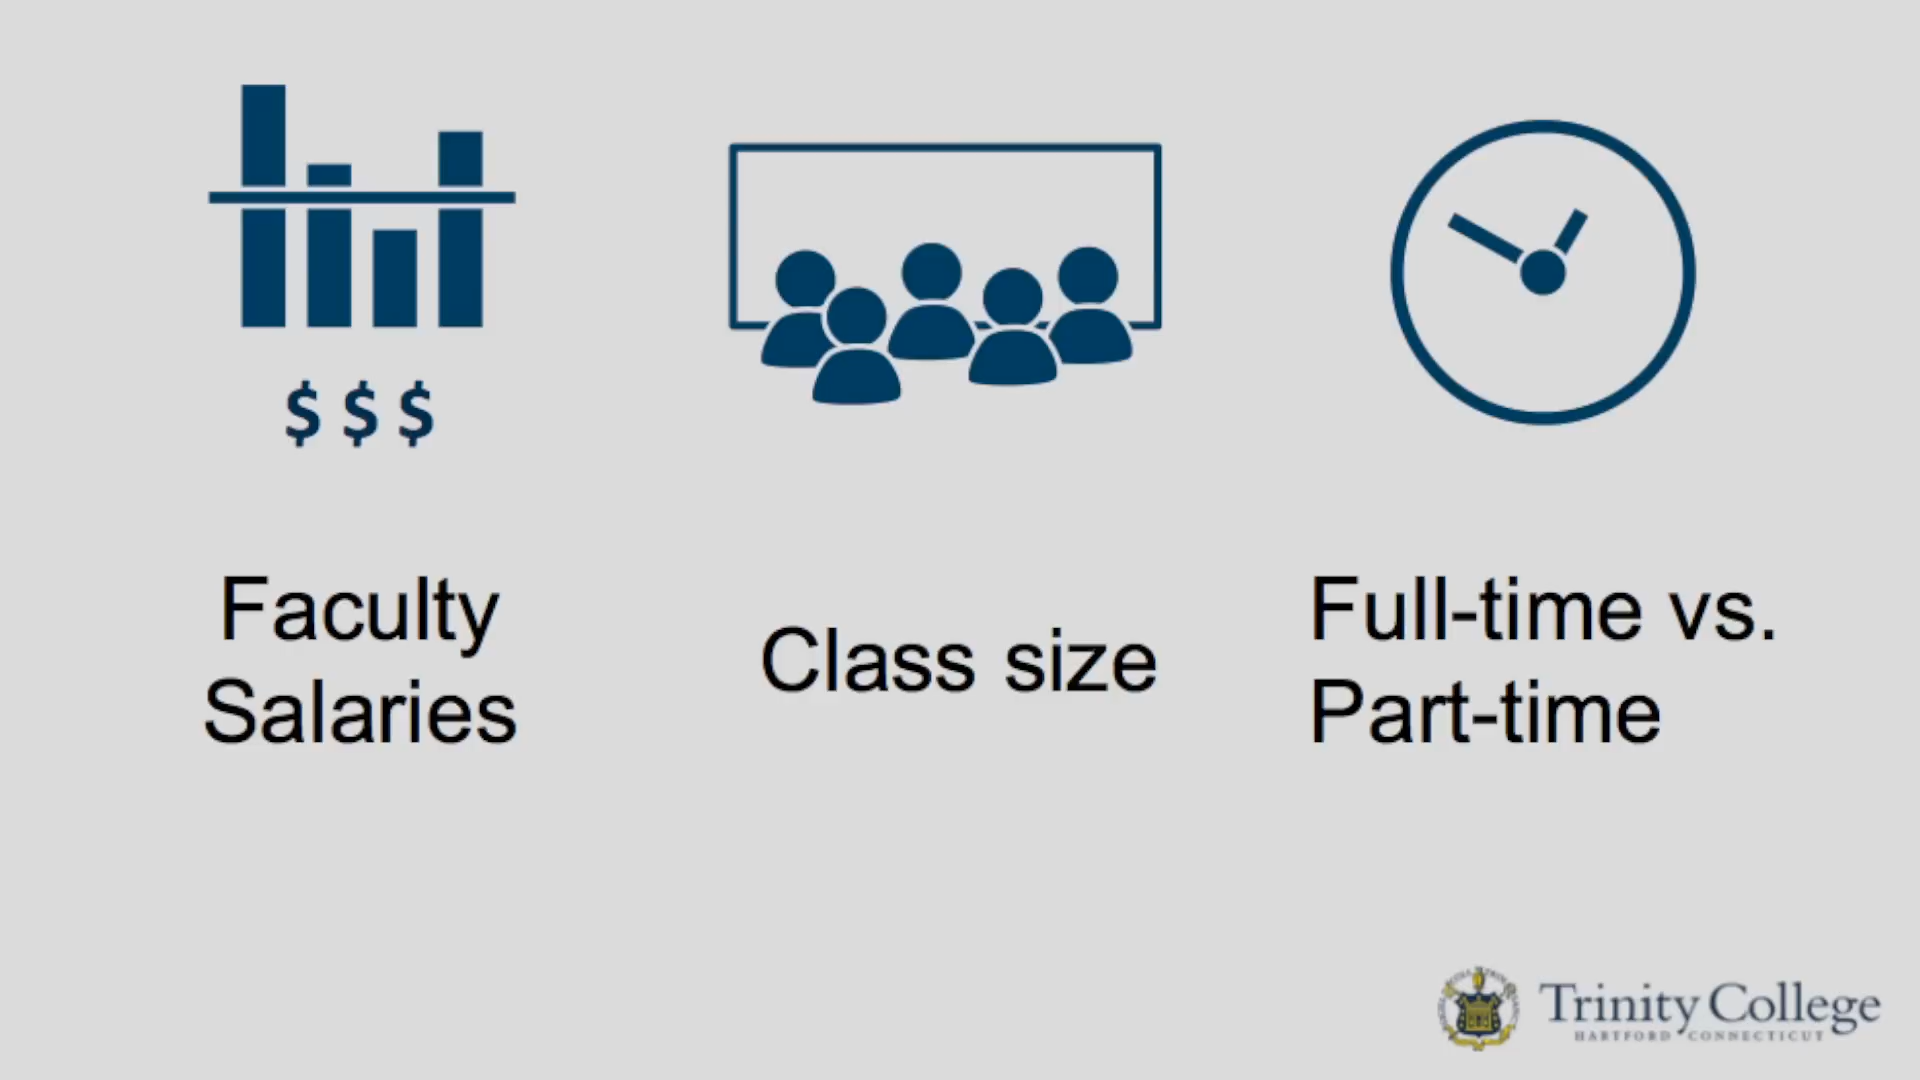 $ $ $
Faculty
Salaries
Class size
Full-time vs.
Part-time
Trinity College
HARTFORD CONNECTICUT